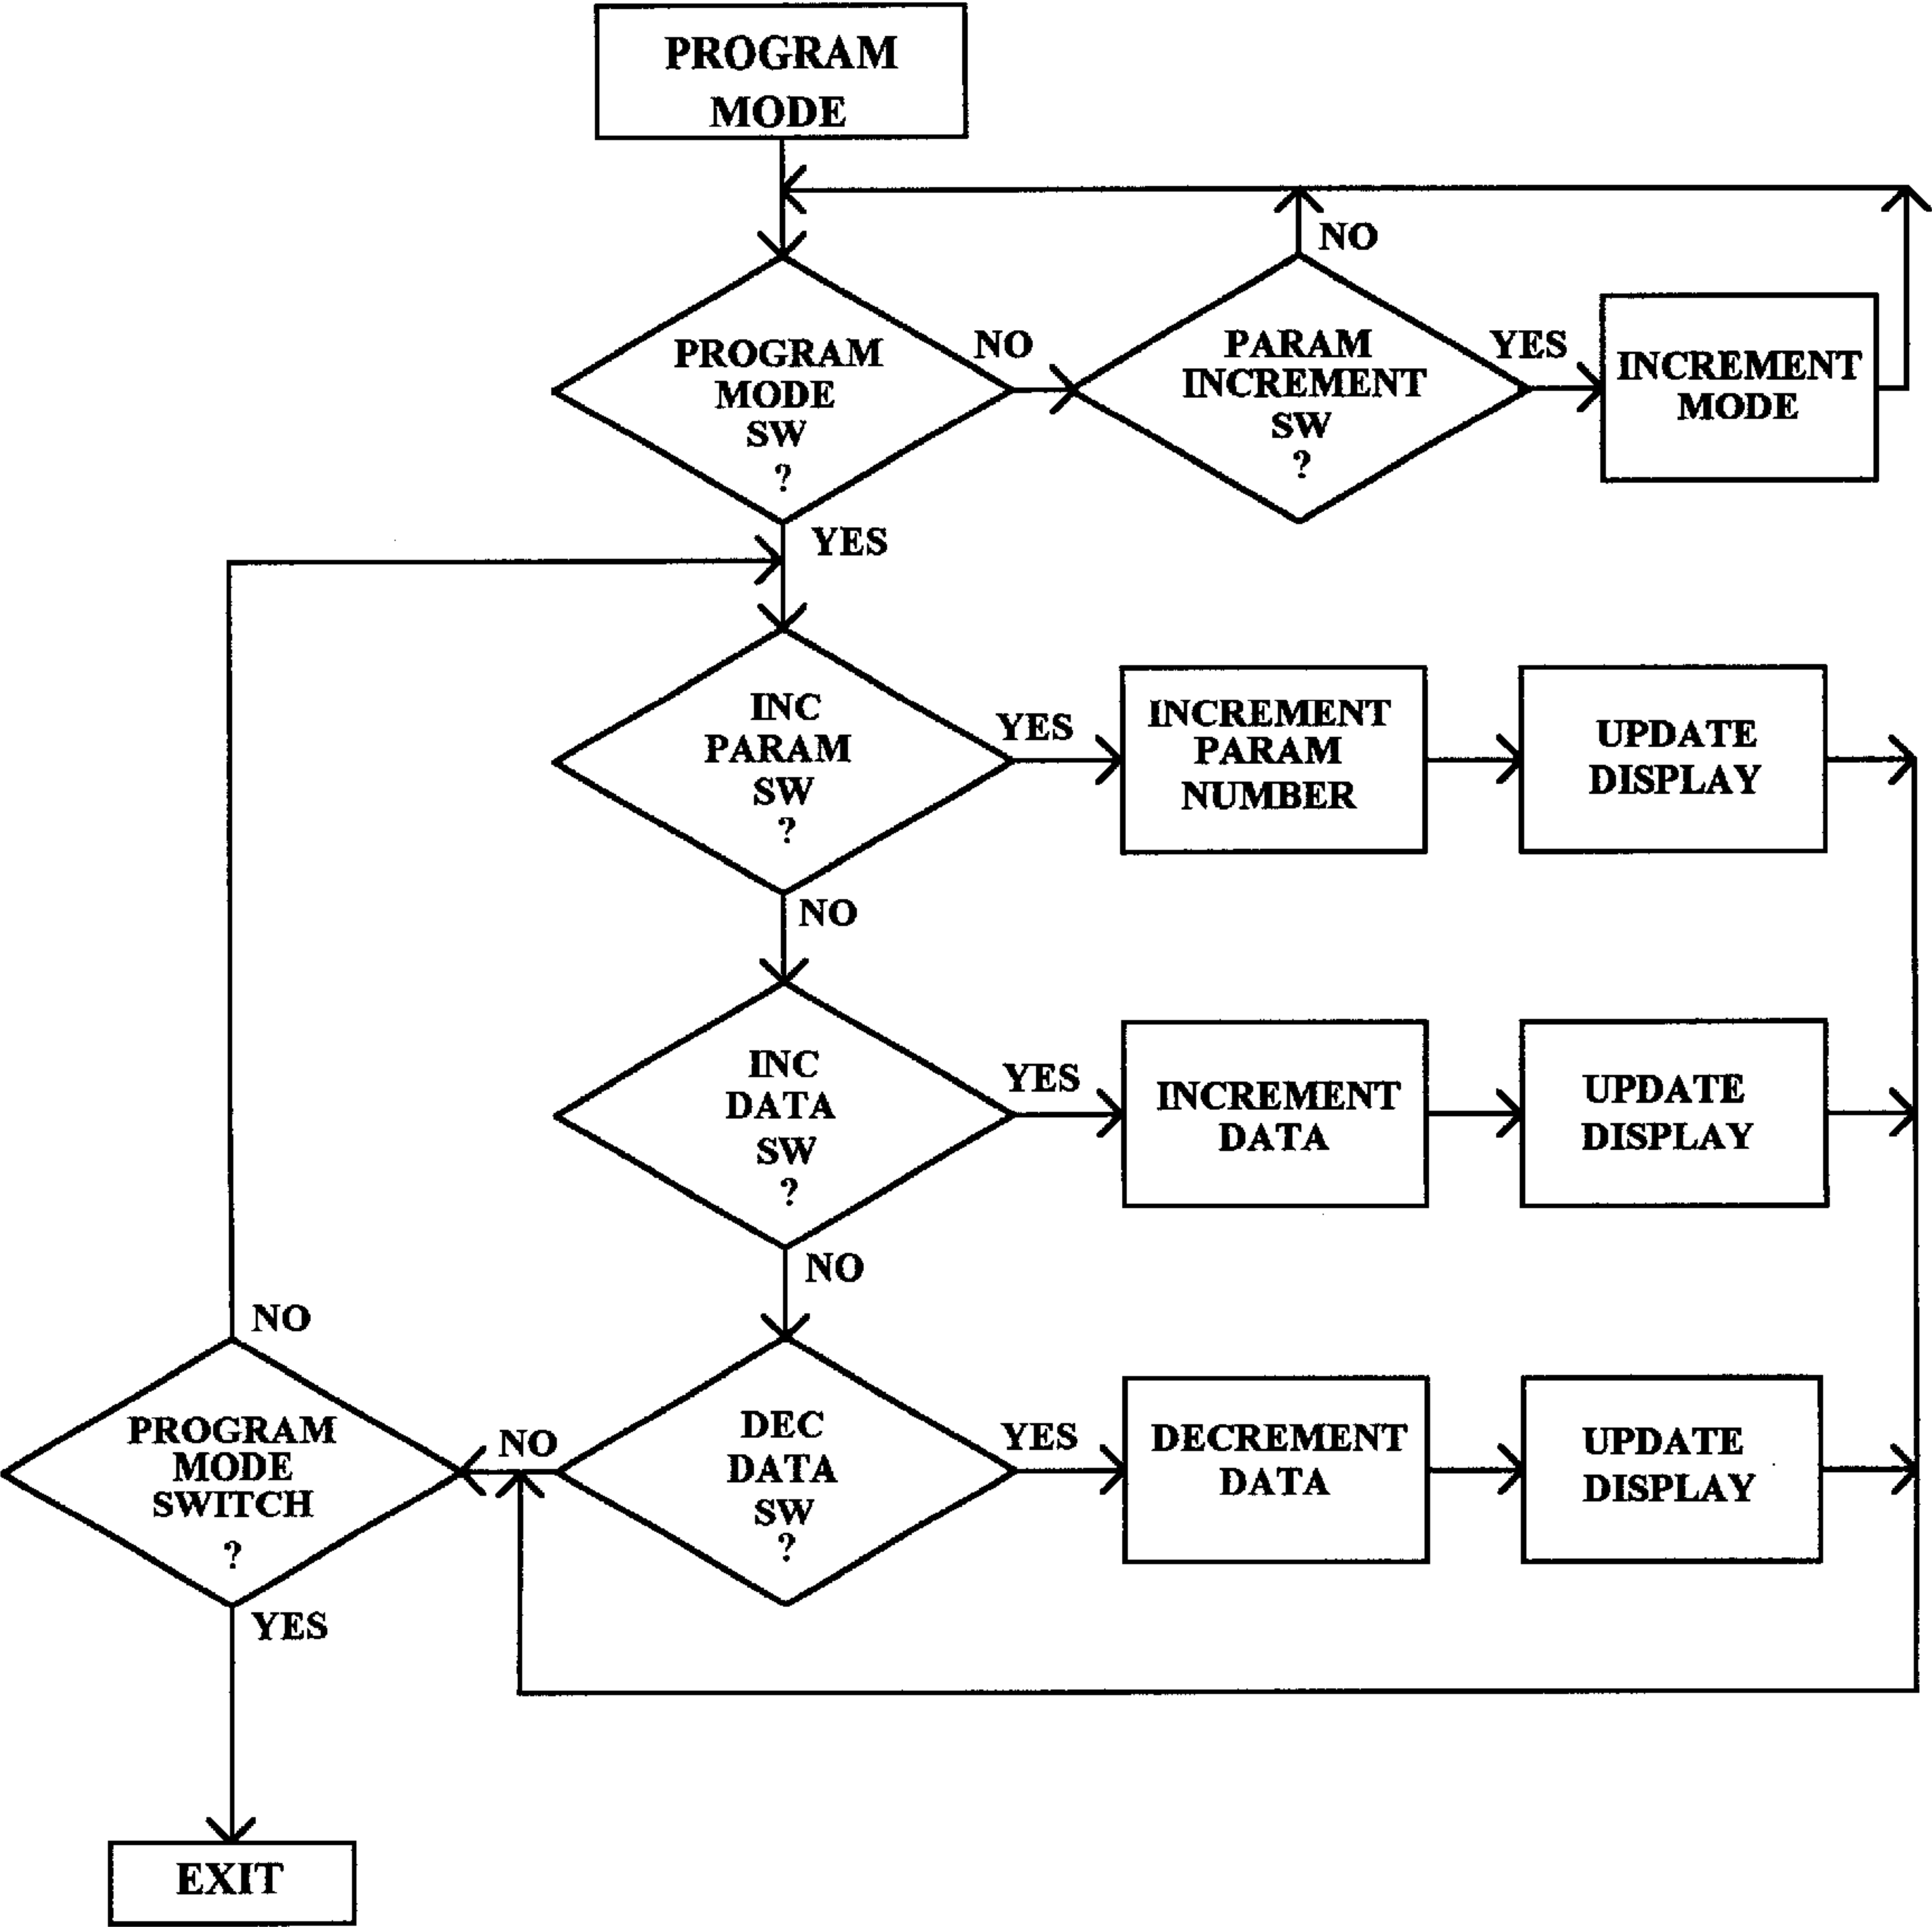 PROGRAM
MODE
NO
PROGRAM
MODE
SW
?
NO
PARAM
INCREMENT
SW
?
YES
INCREMENT
MODE
YES
INC
PARAM
SW
?
YES
INCREMENT
PARAM
NUMBER
UPDATE
DISPLAY
NO
INC
DATA
SW
?
YES
INCREMENT
DATA
UPDATE
DISPLAY
NO
NO
PROGRAM
MODE
SWITCH
?
NO
DEC
DATA
SW
?
YES
DECREMENT
DATA
UPDATE
DISPLAY
YES
EXIT